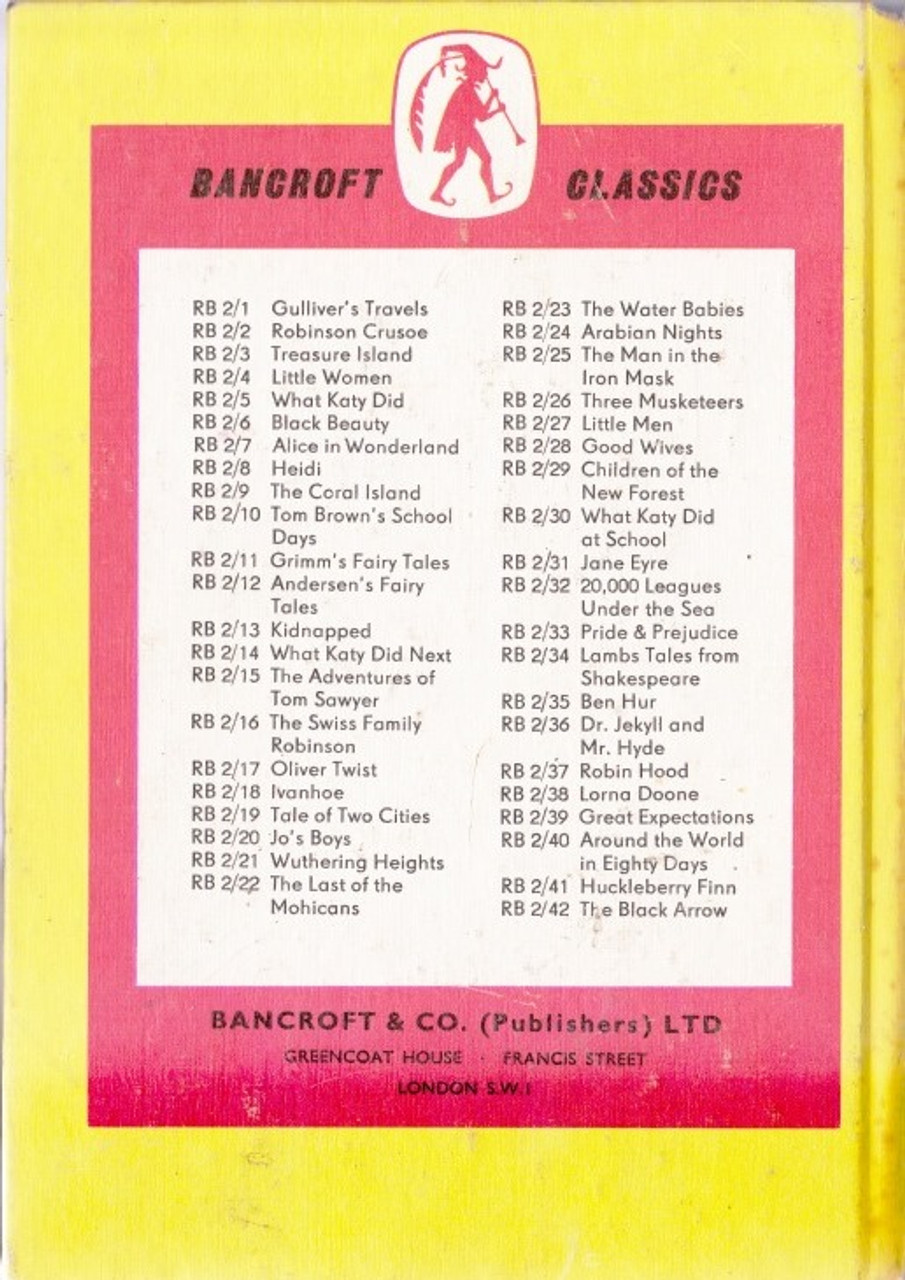 BANCROFT CLASSICS
RB 2/1 Gulliver's Travels
RB 2/2 Robinson Crusoe
RB 2/3 Treasure Island
RB 2/4 Little Women
RB 2/5 What Katy Did
RB 2/6 Black Beauty
RB 2/7 Alice in Wonderland
RB 2/8 Heidi
RB 2/9 The Coral Island
RB 2/10 Tom Brown's School
Days
RB 2/11 Grimm's Fairy Tales
RB 2/12 Andersen's Fairy
Tales
RB 2/13 Kidnapped
RB 2/14 What Katy Did Next
RB 2/15 The Adventures of
Tom Sawyer
RB 2/16 The Swiss Family
Robinson
RB 2/17 Oliver Twist
RB 2/18 Ivanhoe
RB 2/19 Tale of Two Cities
RB 2/20 Jo's Boys
RB 2/21 Wuthering Heights
RB 2/22 The Last of the
Mohicans
RB 2/23 The Water Babies
RB 2/24 Arabian Nights
RB 2/25 The Man in the
Iron Mask
RB 2/26 Three Musketeers
RB 2/27 Little Men
RB 2/28 Good Wives
RB 2/29 Children of the
New Forest
RB 2/30 What Katy Did
at School
RB 2/31 Jane Eyre
RB 2/32 20,000 Leagues
Under the Sea
RB 2/33 Pride & Prejudice
RB 2/34 Lambs Tales from
Shakespeare
RB 2/35 Ben Hur
RB 2/36 Dr. Jekyll and
Mr. Hyde
RB 2/37 Robin Hood
RB 2/38 Lorna Doone
RB 2/39 Great Expectations
RB 2/40 Around the World
in Eighty Days
RB 2/41 Huckleberry Finn
RB 2/42 The Black Arrow
BANCROFT & CO. (Publishers) LTD
GREENCOAT HOUSE · FRANCIS STREET
LONDON S.W.1